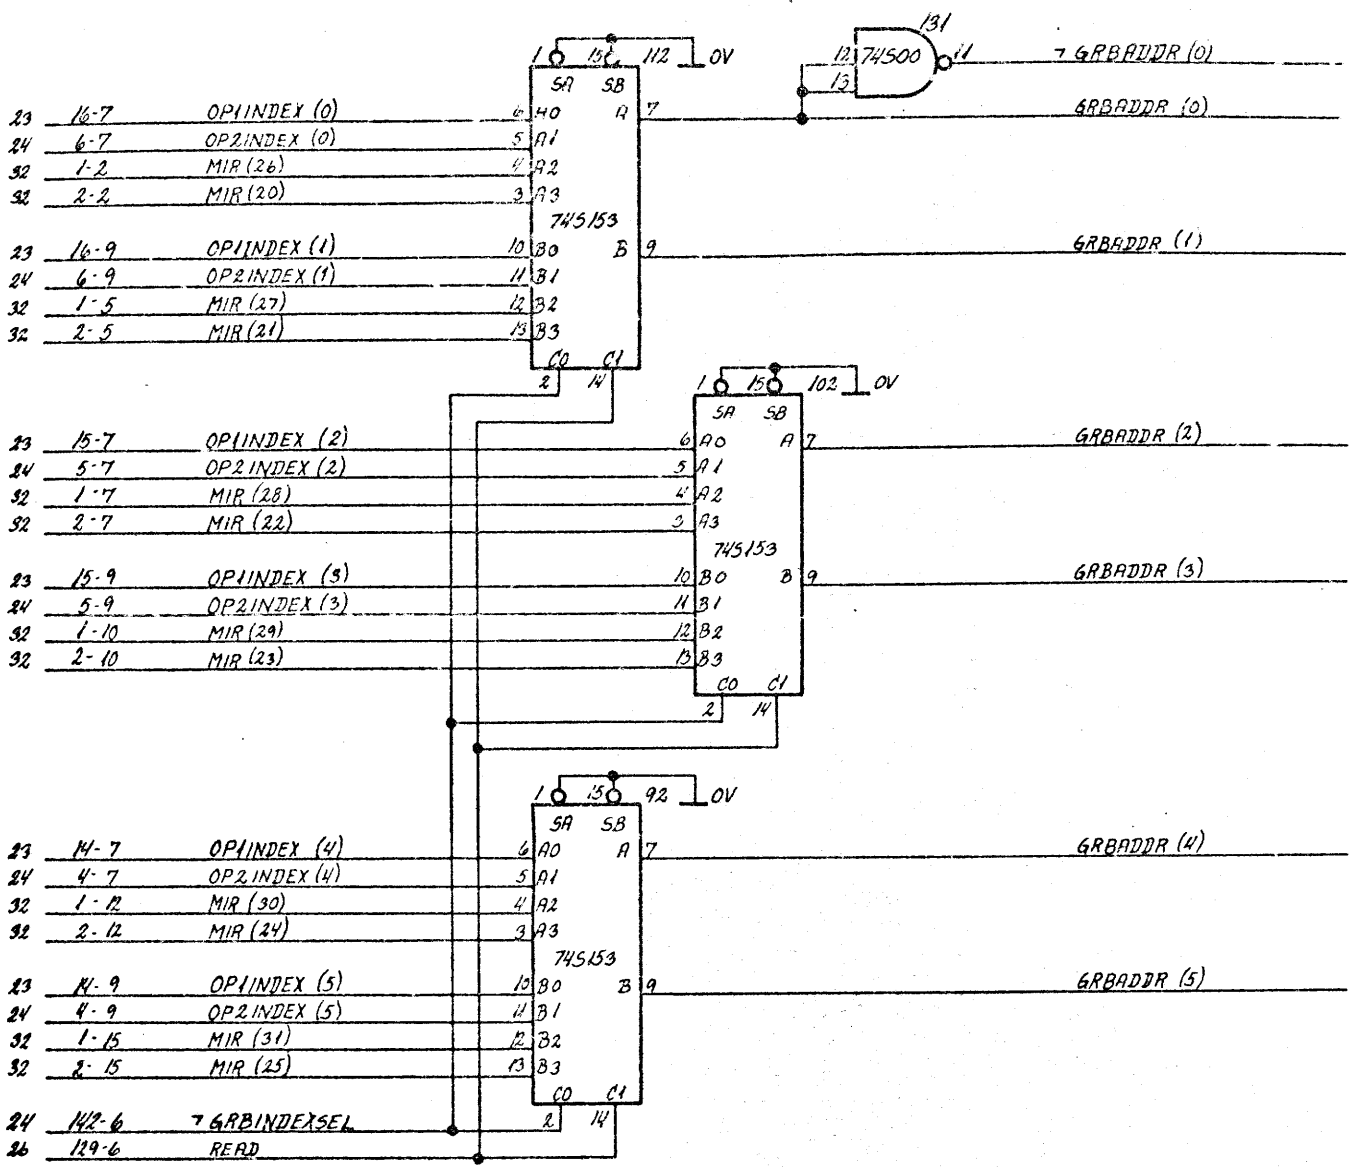 131
1 15 112 0V 12 74S00 11 ¬ GRBADDR (0)
13
SA SB
23 16-7 OP1INDEX (0) 6 A0 A 7 GRBADDR (0)
24 6-7 OP2INDEX (0) 5 A1
32 1-2 MIR (26) 4 A2
32 2-2 MIR (20) 3 A3
74S153
23 16-9 OP1INDEX (1) 10 B0 B 9 GRBADDR (1)
24 6-9 OP2INDEX (1) 11 B1
32 1-5 MIR (27) 12 B2
32 2-5 MIR (21) 13 B3
C0 C1
2 14
1 15 102 0V
SA SB
23 15-7 OP1INDEX (2) 6 A0 A 7 GRBADDR (2)
24 5-7 OP2INDEX (2) 5 A1
32 1-7 MIR (28) 4 A2
32 2-7 MIR (22) 3 A3
74S153
23 15-9 OP1INDEX (3) 10 B0 B 9 GRBADDR (3)
24 5-9 OP2INDEX (3) 11 B1
32 1-10 MIR (29) 12 B2
32 2-10 MIR (23) 13 B3
C0 C1
2 14
1 15 92 0V
SA SB
23 14-7 OP1INDEX (4) 6 A0 A 7 GRBADDR (4)
24 4-7 OP2INDEX (4) 5 A1
32 1-12 MIR (30) 4 A2
32 2-12 MIR (24) 3 A3
74S153
23 14-9 OP1INDEX (5) 10 B0 B 9 GRBADDR (5)
24 4-9 OP2INDEX (5) 11 B1
32 1-15 MIR (31) 12 B2
32 2-15 MIR (25) 13 B3
C0 C1
24 142-6 ¬ GRBINDEXSEL 2 14
26 129-6 READ